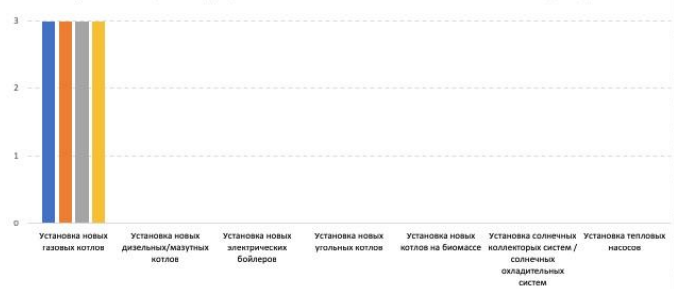 3
2
1
0
Установка новых
газовых котлов
Установка новых
дизельных/мазутных
котлов
Установка новых
электрических
бойлеров
Установка новых
угольных котлов
Установка новых
котлов на биомассе
Установка солнечных
коллекторых систем /
солнечных
охладительных
систем
Установка тепловых
насосов